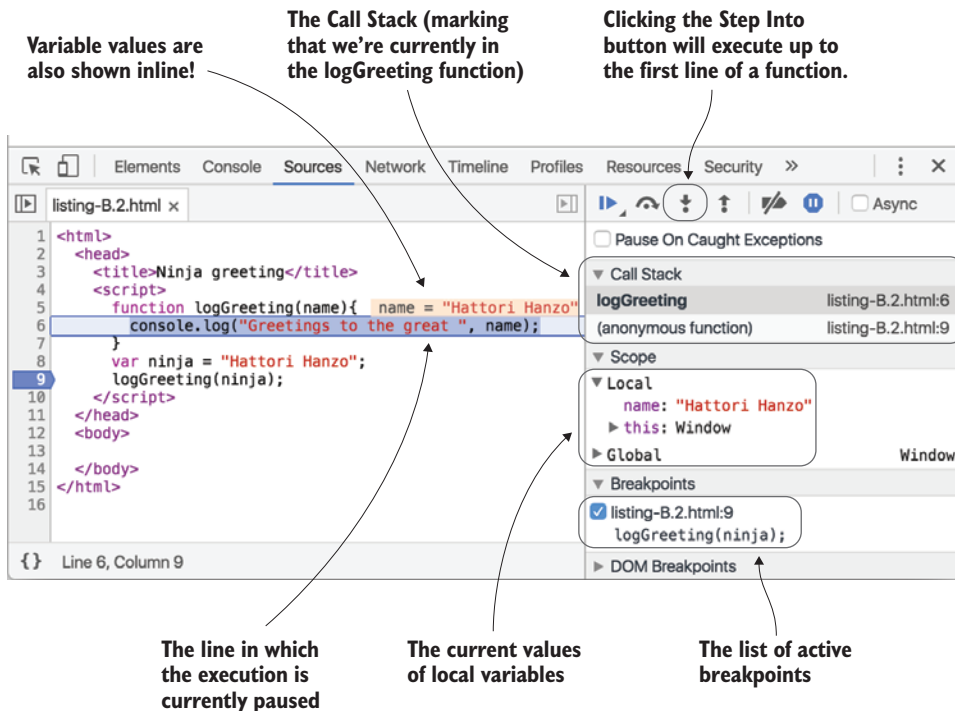 Variable values are
also shown inline!
The Call Stack (marking
that we're currently in
the logGreeting function)
Clicking the Step Into
button will execute up to
the first line of a function.
Elements Console Sources Network Timeline Profiles Resources Security »
listing-B.2.html ×
Async
Pause On Caught Exceptions
1 <html>
2 <head>
3 <title>Ninja greeting</title>
4 <script>
5 function logGreeting(name){ name = "Hattori Hanzo"
6 console.log("Greetings to the great ", name);
7 }
8 var ninja = "Hattori Hanzo";
9 logGreeting(ninja);
10 </script>
11 </head>
12 <body>
13
14 </body>
15 </html>
16
{} Line 6, Column 9
Call Stack
logGreeting listing-B.2.html:6
(anonymous function) listing-B.2.html:9
Scope
Local
name: "Hattori Hanzo"
this: Window
Global Window
Breakpoints
listing-B.2.html:9
logGreeting(ninja);
DOM Breakpoints
The line in which
the execution is
currently paused
The current values
of local variables
The list of active
breakpoints